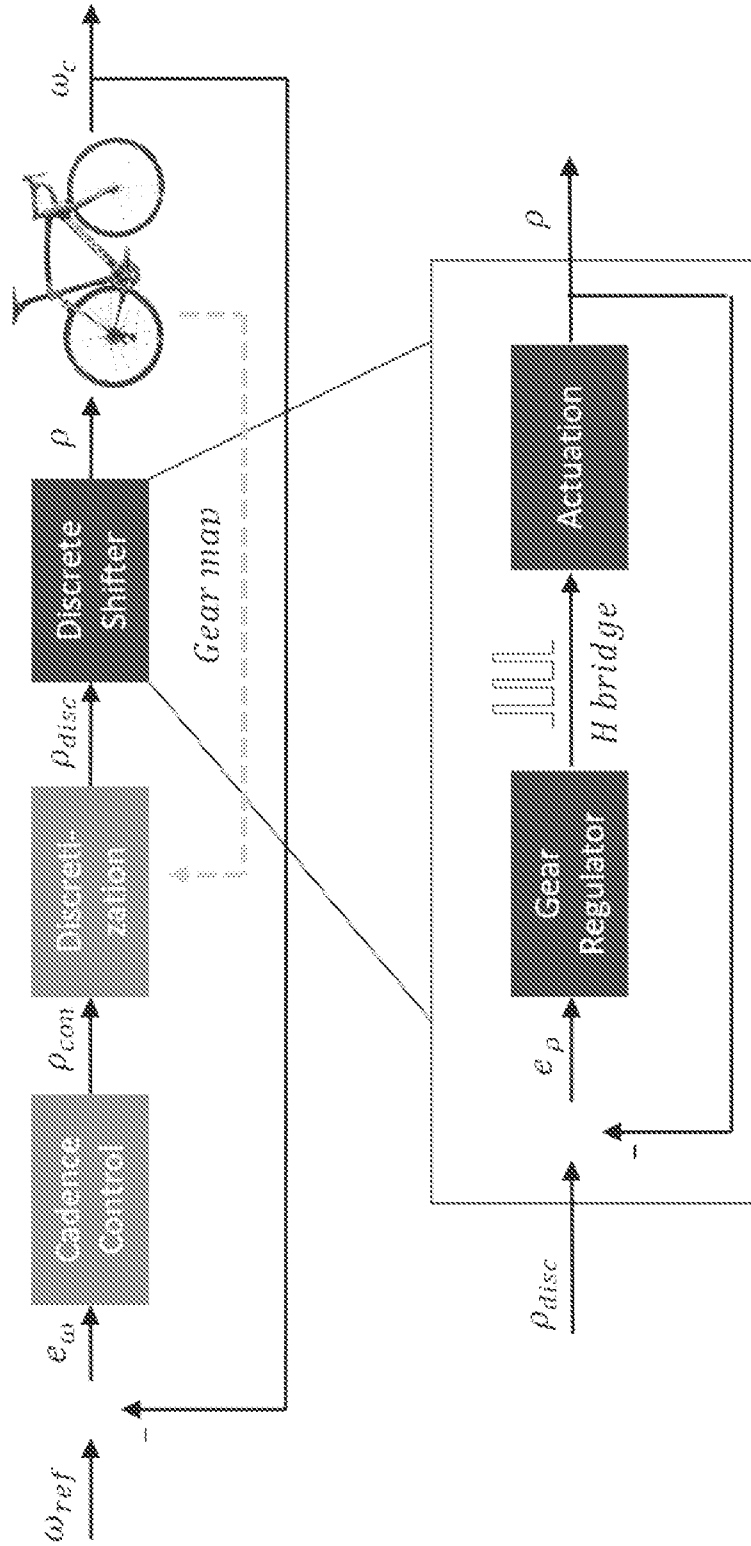 ω_ref
−
e_ω
Cadence
Control
ρ_con
Discreti-
zation
ρ_disc
Discrete
Shifter
ρ
ω_c
Gear map
ρ_disc
−
e_ρ
Gear
Regulator
H bridge
Actuation
ρ